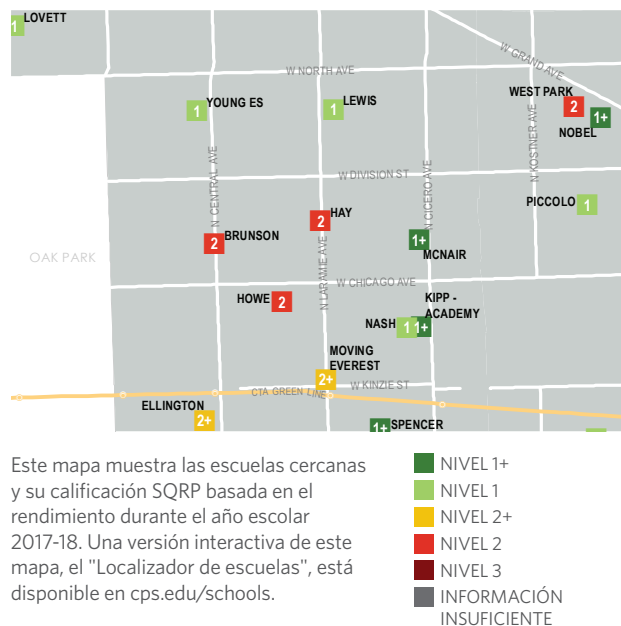 LOVETT
1
W GRAND AVE
W NORTH AVE
WEST PARK
2
1+
NOBEL
1
YOUNG ES
1
LEWIS
N CENTRAL AVE
N LARAMIE AVE
N CICERO AVE
N KOSTNER AVE
W DIVISION ST
PICCOLO
1
2
HAY
2
BRUNSON
1+
MCNAIR
OAK PARK
W CHICAGO AVE
HOWE
2
KIPP -
ACADEMY
NASH
1
1+
MOVING
EVEREST
2+
W KINZIE ST
CTA GREEN LINE
ELLINGTON
2+
1+
SPENCER
Este mapa muestra las escuelas cercanas
y su calificación SQRP basada en el
rendimiento durante el año escolar
2017-18. Una versión interactiva de este
mapa, el "Localizador de escuelas", está
disponible en cps.edu/schools.
NIVEL 1+
NIVEL 1
NIVEL 2+
NIVEL 2
NIVEL 3
INFORMACIÓN
INSUFICIENTE